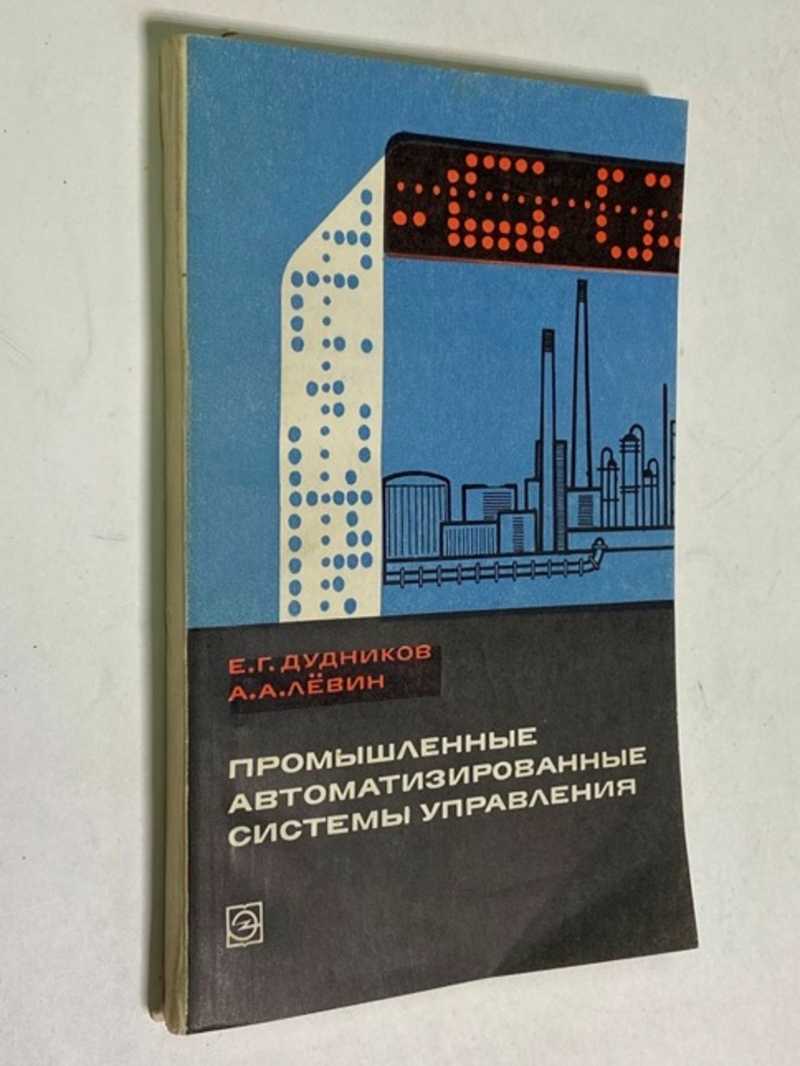 Е.Г. ДУДНИКОВ
А.А. ЛЁВИН
ПРОМЫШЛЕННЫЕ
АВТОМАТИЗИРОВАННЫЕ
СИСТЕМЫ УПРАВЛЕНИЯ